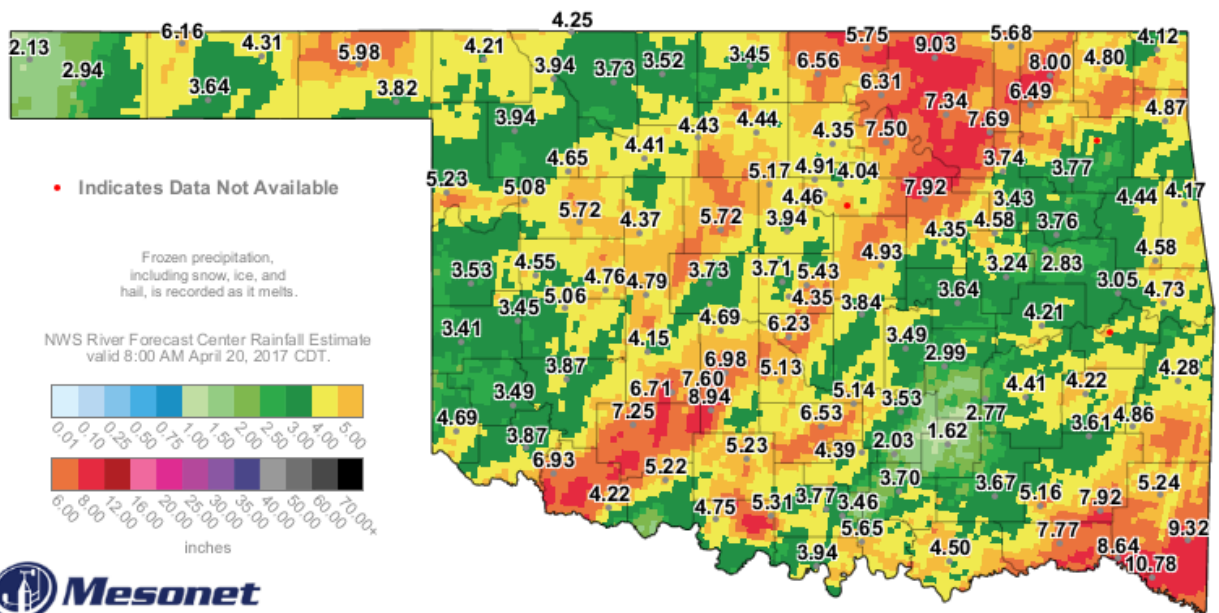 4.25
6.16 5.75 5.68
2.13 4.31 5.98 4.21 9.03 4.12
2.94 3.94 3.73 3.52 3.45 6.56 8.00 4.80
3.64 3.82 6.31 6.49
3.94 4.43 4.44 7.34 4.87
4.41 4.35 7.50 7.69
4.65 5.17 4.91 4.04 3.74 3.77
• Indicates Data Not Available 5.23 5.08 4.46 7.92 3.43 4.44 4.17
5.72 4.37 5.72 3.94 4.35 4.58 3.76
Frozen precipitation, 4.93 4.58
including snow, ice, and 3.53 4.55 4.76 4.79 3.73 3.71 5.43 3.24 2.83 3.05
hail, is recorded as it melts. 3.45 5.06 4.35 3.84 3.64 4.73
4.69 6.23 4.21
NWS River Forecast Center Rainfall Estimate 3.41 4.15 3.49
valid 8:00 AM April 20, 2017 CDT. 3.87 6.98 5.13 2.99 4.28
3.49 6.71 7.60 8.94 5.14 3.53 4.41 4.22
4.69 7.25 6.53 2.77 4.86
0.01 0.10 0.25 0.50 0.75 1.00 1.50 2.00 2.50 3.00 4.00 5.00
3.87 5.23 4.39 2.03 1.62 3.61
6.93 5.22 3.70 3.67 5.24
4.22 4.75 5.31 3.77 3.46 5.16 7.92
6.00 8.00 12.00 16.00 20.00 25.00 30.00 35.00 40.00 50.00 60.00 70.00+
5.65 7.77 9.32
inches 3.94 4.50 8.64
10.78
Mesonet